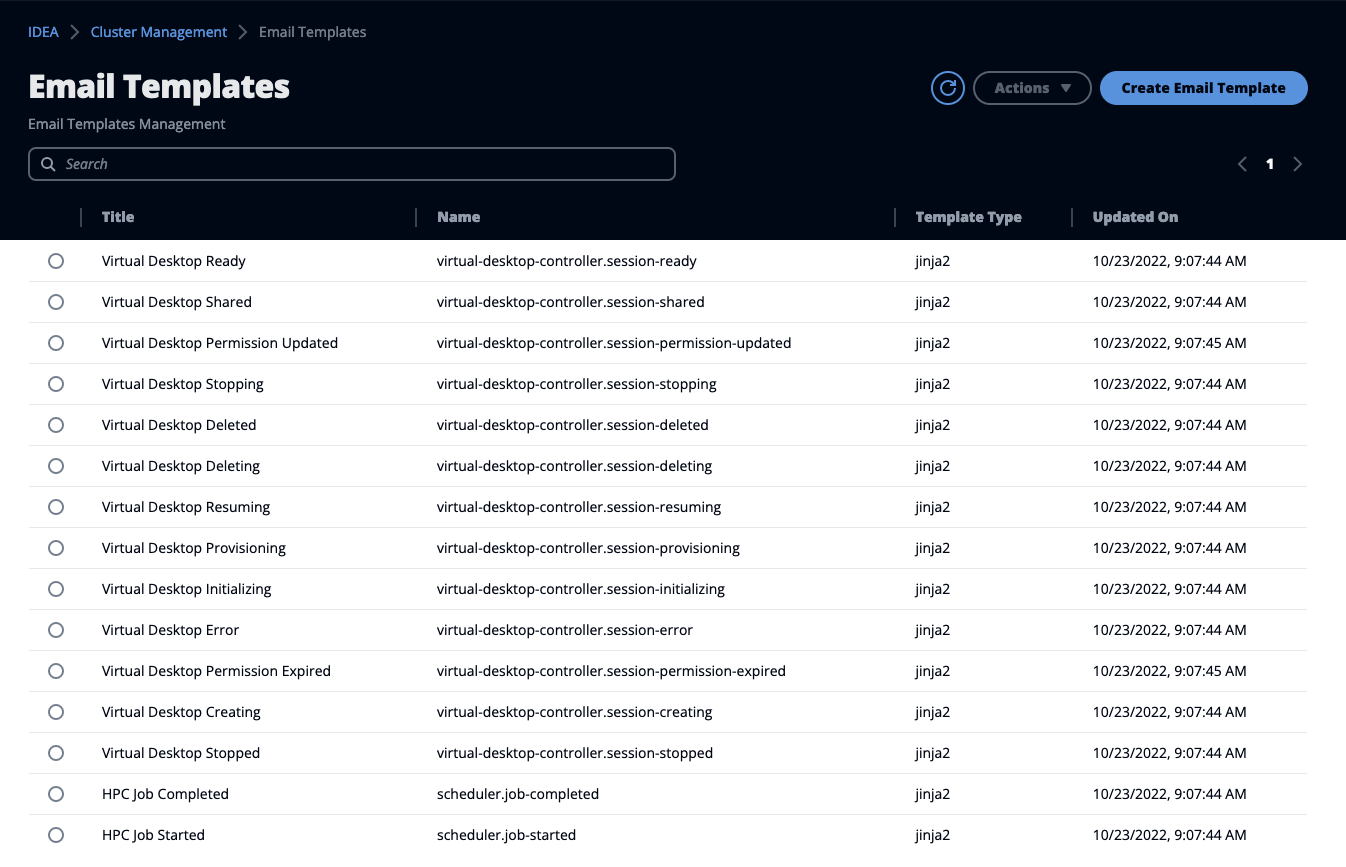 IDEA > Cluster Management > Email Templates
Email Templates
Actions ▼ Create Email Template
Email Templates Management
Search
< 1 >
Title Name Template Type Updated On
Virtual Desktop Ready virtual-desktop-controller.session-ready jinja2 10/23/2022, 9:07:44 AM
Virtual Desktop Shared virtual-desktop-controller.session-shared jinja2 10/23/2022, 9:07:44 AM
Virtual Desktop Permission Updated virtual-desktop-controller.session-permission-updated jinja2 10/23/2022, 9:07:45 AM
Virtual Desktop Stopping virtual-desktop-controller.session-stopping jinja2 10/23/2022, 9:07:44 AM
Virtual Desktop Deleted virtual-desktop-controller.session-deleted jinja2 10/23/2022, 9:07:44 AM
Virtual Desktop Deleting virtual-desktop-controller.session-deleting jinja2 10/23/2022, 9:07:44 AM
Virtual Desktop Resuming virtual-desktop-controller.session-resuming jinja2 10/23/2022, 9:07:44 AM
Virtual Desktop Provisioning virtual-desktop-controller.session-provisioning jinja2 10/23/2022, 9:07:44 AM
Virtual Desktop Initializing virtual-desktop-controller.session-initializing jinja2 10/23/2022, 9:07:44 AM
Virtual Desktop Error virtual-desktop-controller.session-error jinja2 10/23/2022, 9:07:44 AM
Virtual Desktop Permission Expired virtual-desktop-controller.session-permission-expired jinja2 10/23/2022, 9:07:45 AM
Virtual Desktop Creating virtual-desktop-controller.session-creating jinja2 10/23/2022, 9:07:44 AM
Virtual Desktop Stopped virtual-desktop-controller.session-stopped jinja2 10/23/2022, 9:07:44 AM
HPC Job Completed scheduler.job-completed jinja2 10/23/2022, 9:07:44 AM
HPC Job Started scheduler.job-started jinja2 10/23/2022, 9:07:44 AM